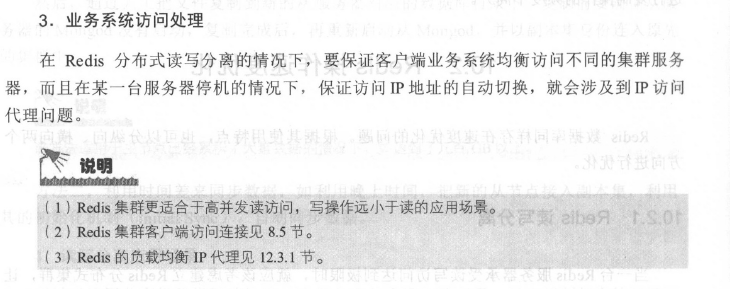 3．业务系统访问处理
在 Redis 分布式读写分离的情况下，要保证客户端业务系统均衡访问不同的集群服务
器，而且在某一台服务器停机的情况下，保证访问 IP 地址的自动切换，就会涉及到 IP 访问
代理问题。
说明
（1）Redis 集群更适合于高并发读访问，写操作远小于读的应用场景。
（2）Redis 集群客户端访问连接见 8.5 节。
（3）Redis 的负载均衡 IP 代理见 12.3.1 节。